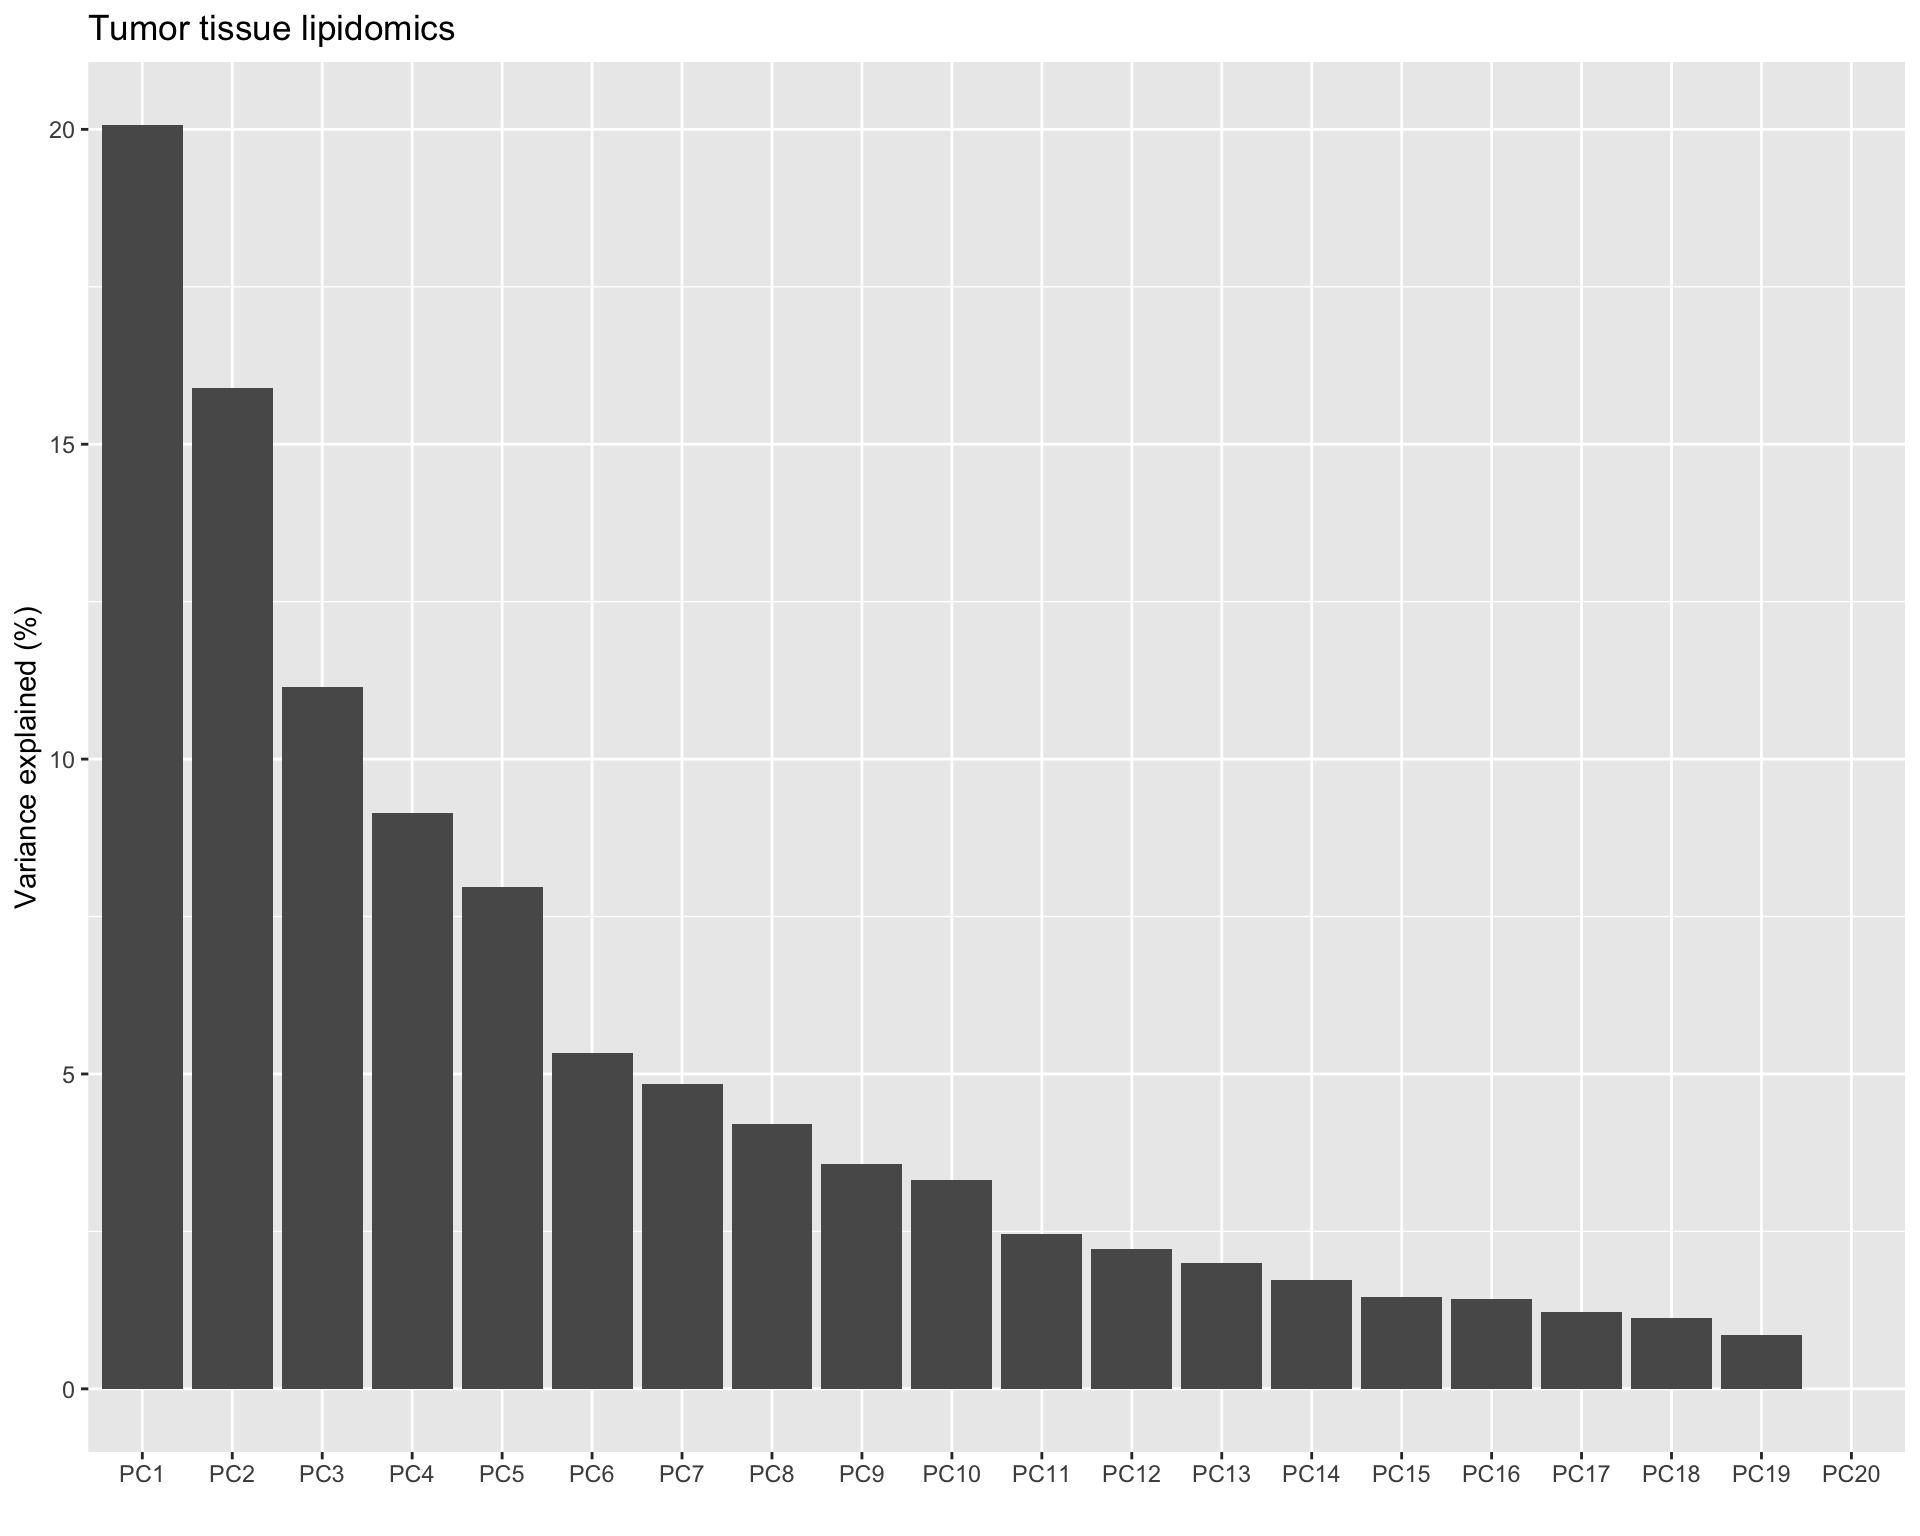 Tumor tissue lipidomics
Variance explained (%)
20
15
10
5
0
PC1 PC2 PC3 PC4 PC5 PC6 PC7 PC8 PC9 PC10 PC11 PC12 PC13 PC14 PC15 PC16 PC17 PC18 PC19 PC20